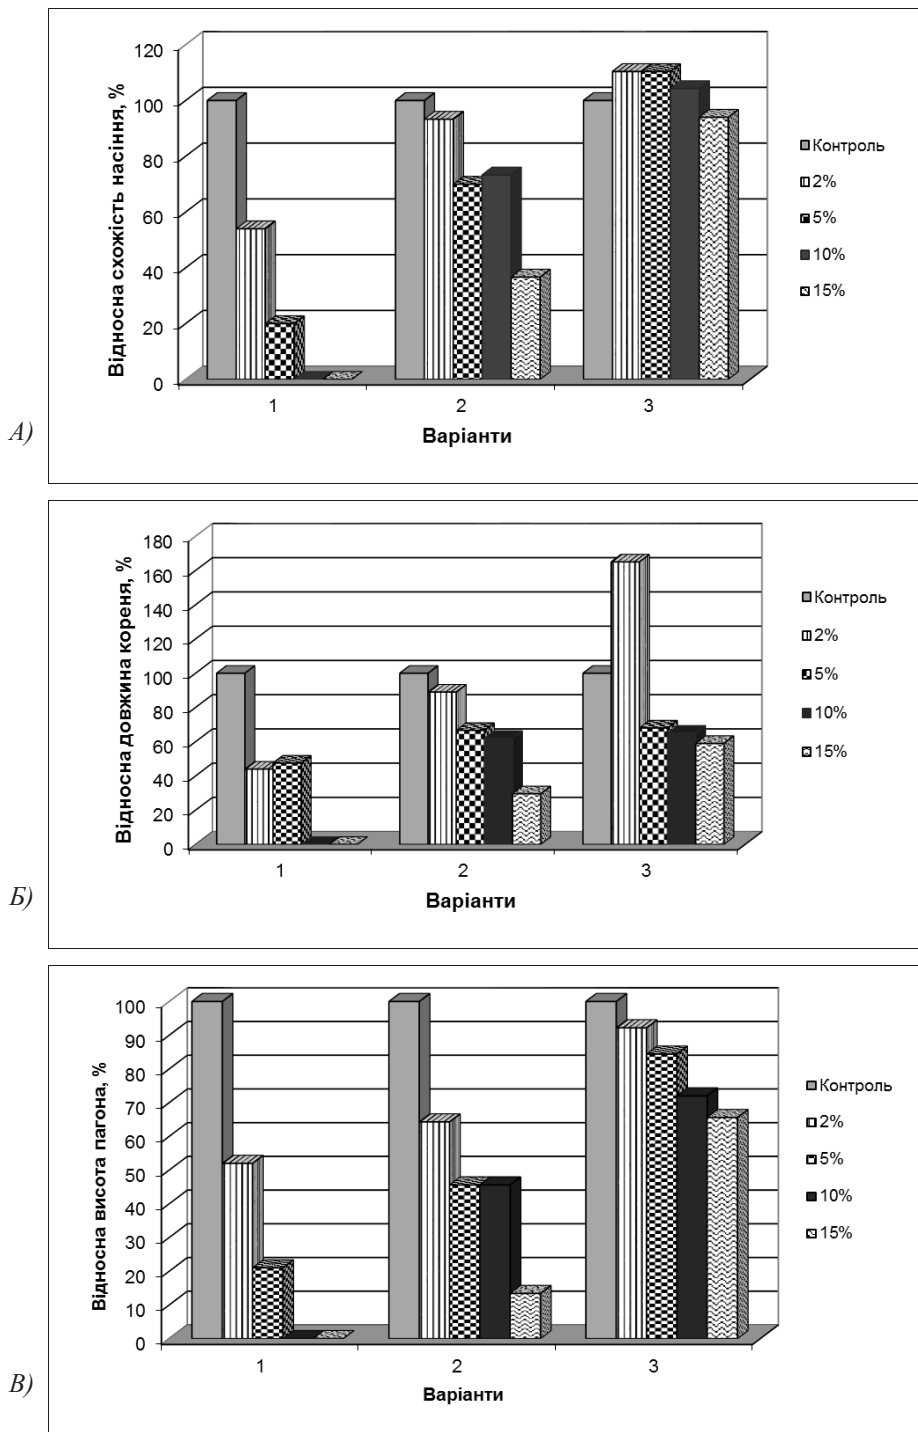 120
100
80
60
40
20
0
Відносна схожість насіння, %
1 2 3
Варіанти
Контроль
2%
5%
10%
15%
А)
180
160
140
120
100
80
60
40
20
0
Відносна довжина кореня, %
1 2 3
Варіанти
Контроль
2%
5%
10%
15%
Б)
100
90
80
70
60
50
40
30
20
10
0
Відносна висота пагона, %
1 2 3
Варіанти
Контроль
2%
5%
10%
15%
В)